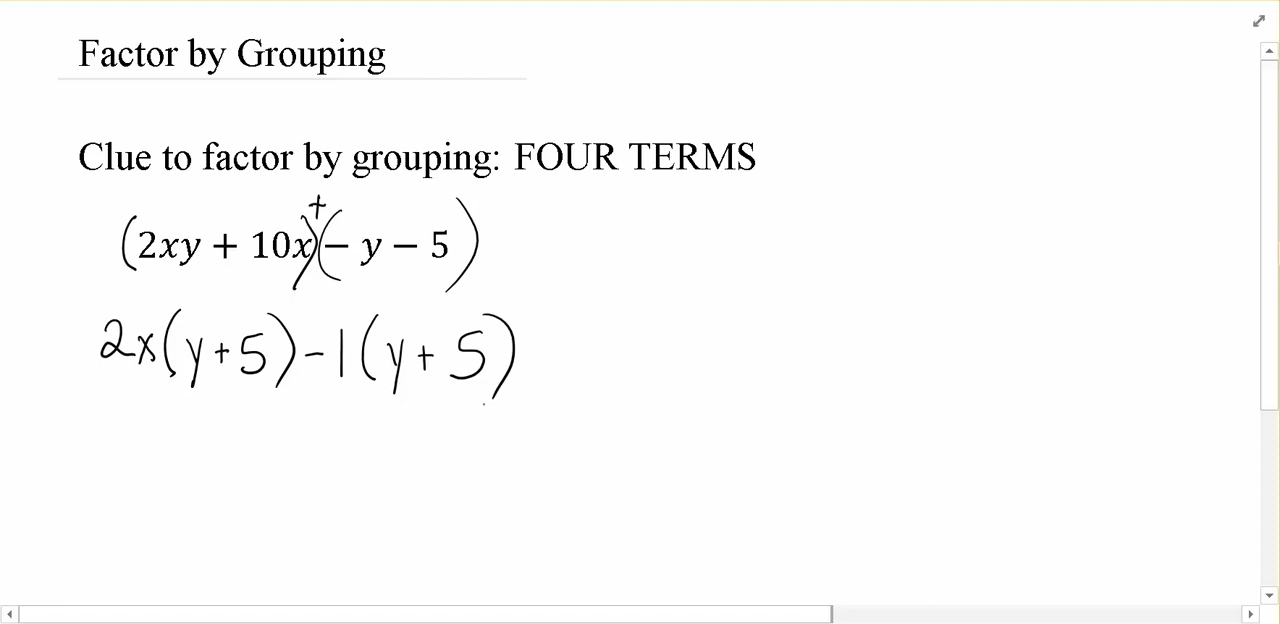 Factor by Grouping
Clue to factor by grouping: FOUR TERMS
(2xy + 10x)+(− y − 5)
2x(y+5)-1(y+5)